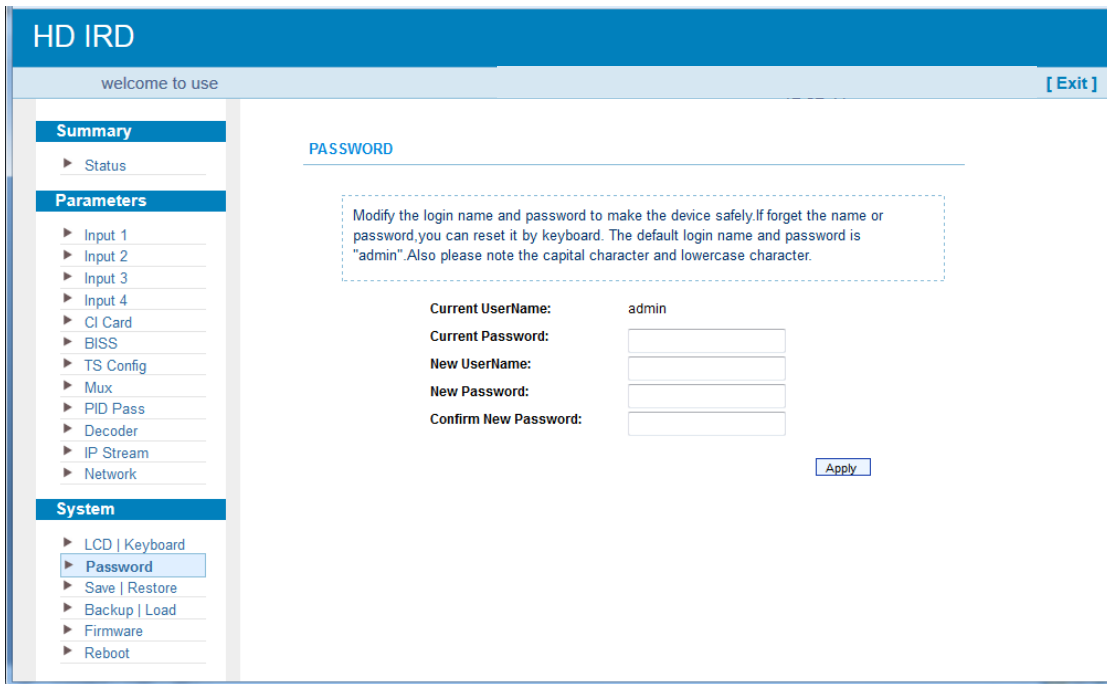 HD IRD
welcome to use
[ Exit ]
Summary
Status
Parameters
Input 1
Input 2
Input 3
Input 4
CI Card
BISS
TS Config
Mux
PID Pass
Decoder
IP Stream
Network
System
LCD | Keyboard
Password
Save | Restore
Backup | Load
Firmware
Reboot
PASSWORD
Modify the login name and password to make the device safely.If forget the name or
password,you can reset it by keyboard. The default login name and password is
"admin".Also please note the capital character and lowercase character.
Current UserName: admin
Current Password:
New UserName:
New Password:
Confirm New Password:
Apply